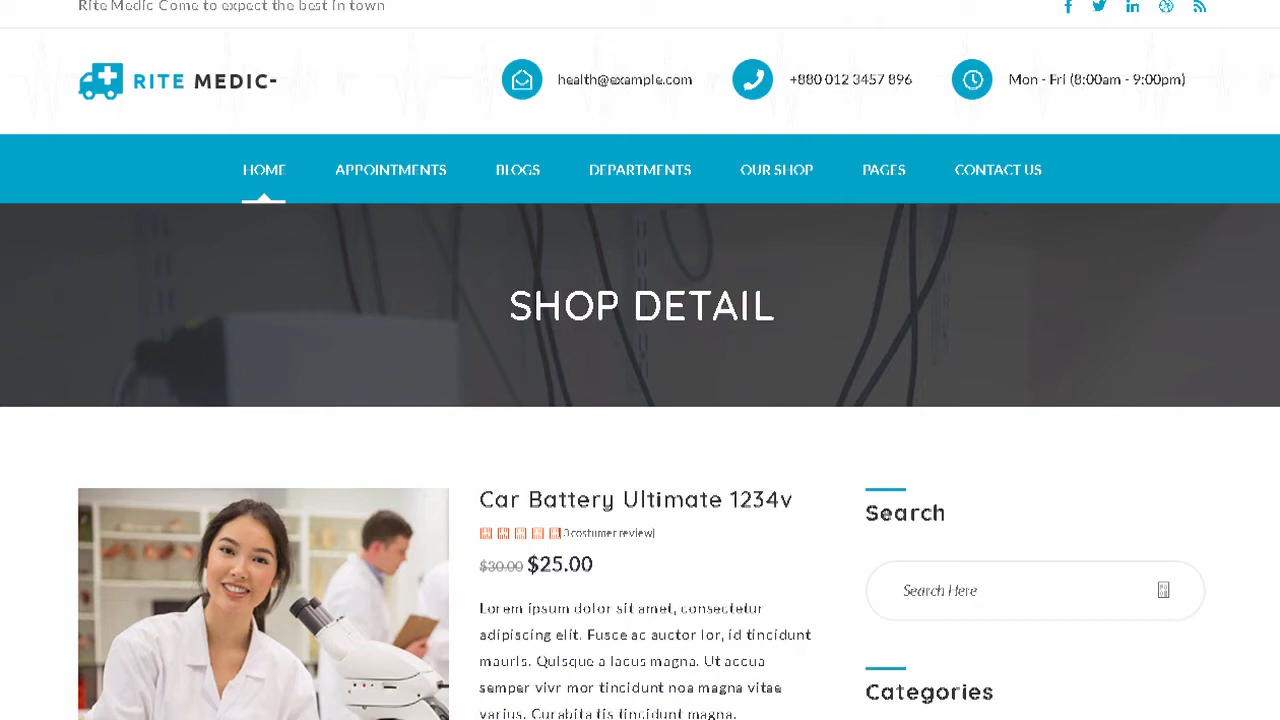 Rite Medic Come to expect the best in town
RITE MEDIC-
health@example.com
+880 012 3457 896
Mon - Fri (8:00am - 9:00pm)
HOME
APPOINTMENTS
BLOGS
DEPARTMENTS
OUR SHOP
PAGES
CONTACT US
SHOP DETAIL
Car Battery Ultimate 1234v
3 costumer review)
$30.00 $25.00
Lorem ipsum dolor sit amet, consectetur
adipiscing elit. Fusce ac auctor lor, id tincidunt
mauris. Quisque a lacus magna. Ut accua
semper vivr mor tincidunt noa magna vitae
varius. Curabita tis tincidunt magna.
Search
Search Here
Categories